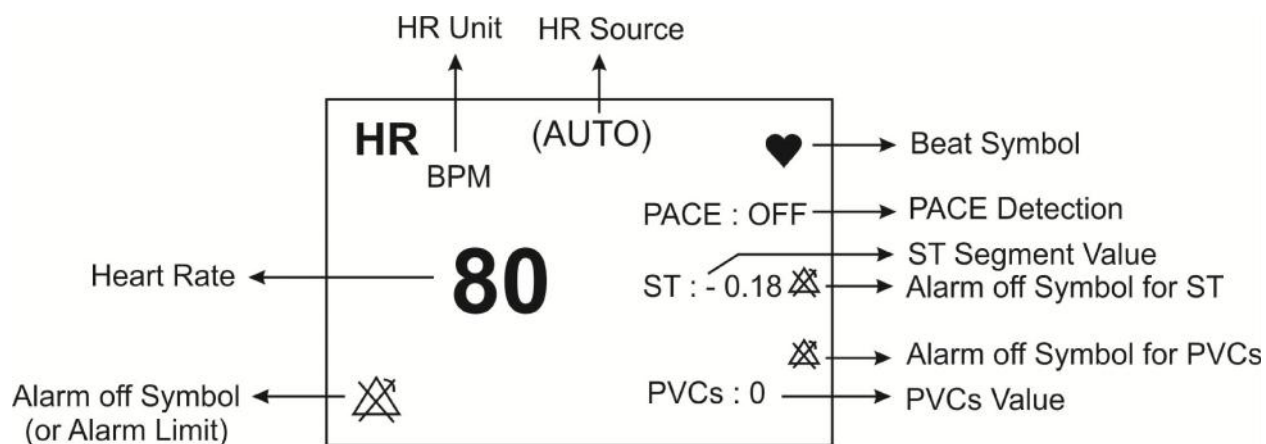 HR Unit
HR Source
HR
(AUTO)
BPM
Beat Symbol
PACE : OFF
PACE Detection
ST Segment Value
Heart Rate
80
ST : - 0.18
Alarm off Symbol for ST
Alarm off Symbol for PVCs
Alarm off Symbol
(or Alarm Limit)
PVCs : 0
PVCs Value